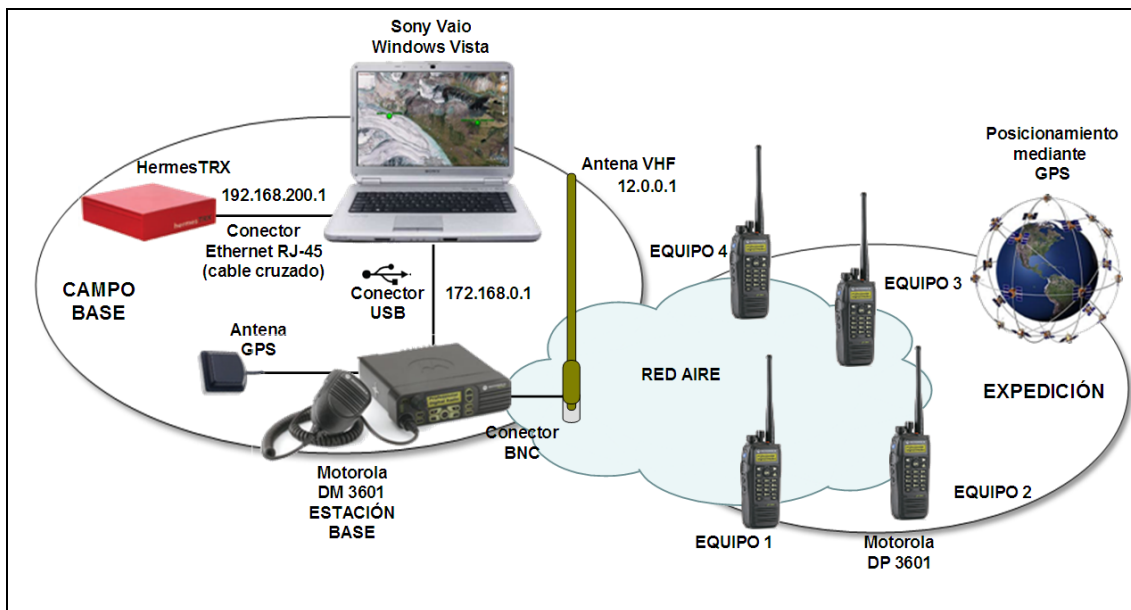 Sony Vaio
Windows Vista
HermesTRX
192.168.200.1
Conector
Ethernet RJ-45
(cable cruzado)
CAMPO
BASE
Conector
USB
172.168.0.1
Antena
GPS
Motorola
DM 3601
ESTACIÓN
BASE
Conector
BNC
Antena VHF
12.0.0.1
RED AIRE
EQUIPO 4
EQUIPO 3
EQUIPO 1
EQUIPO 2
Motorola
DP 3601
EXPEDICIÓN
Posicionamiento
mediante
GPS